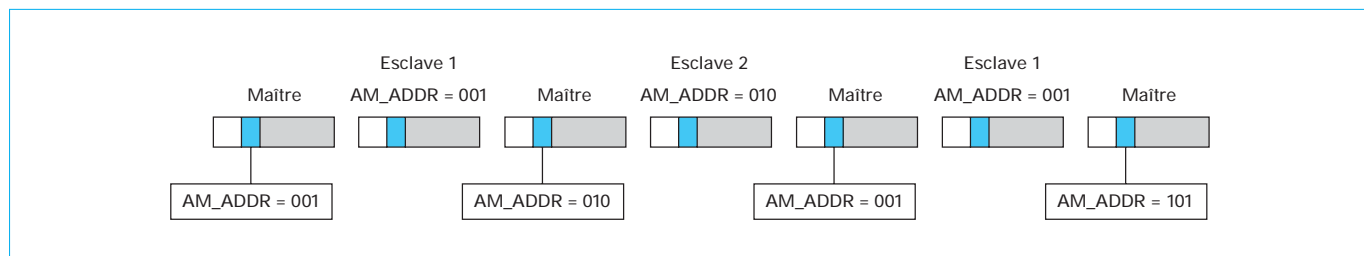 Esclave 1 Esclave 2 Esclave 1
Maître AM_ADDR = 001 Maître AM_ADDR = 010 Maître AM_ADDR = 001 Maître
AM_ADDR = 001 AM_ADDR = 010 AM_ADDR = 001 AM_ADDR = 101